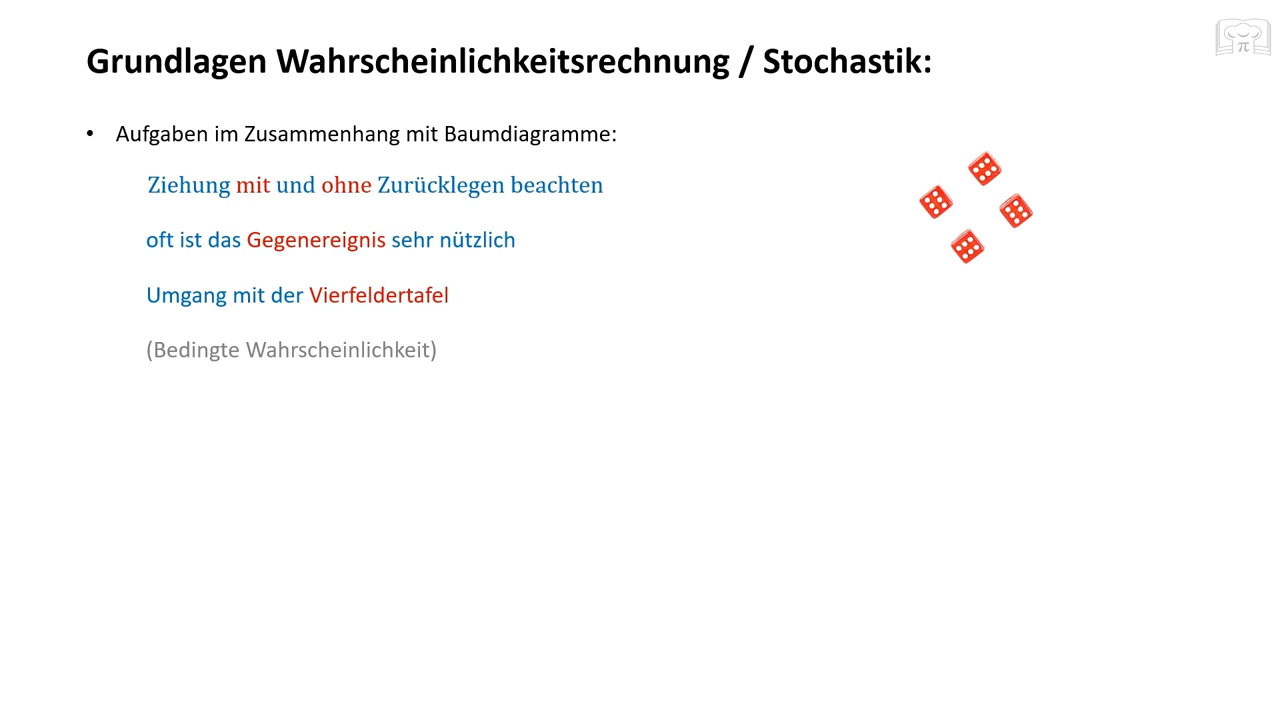 Grundlagen Wahrscheinlichkeitsrechnung / Stochastik:
• Aufgaben im Zusammenhang mit Baumdiagramme:
Ziehung mit und ohne Zurücklegen beachten
oft ist das Gegenereignis sehr nützlich
Umgang mit der Vierfeldertafel
(Bedingte Wahrscheinlichkeit)
π